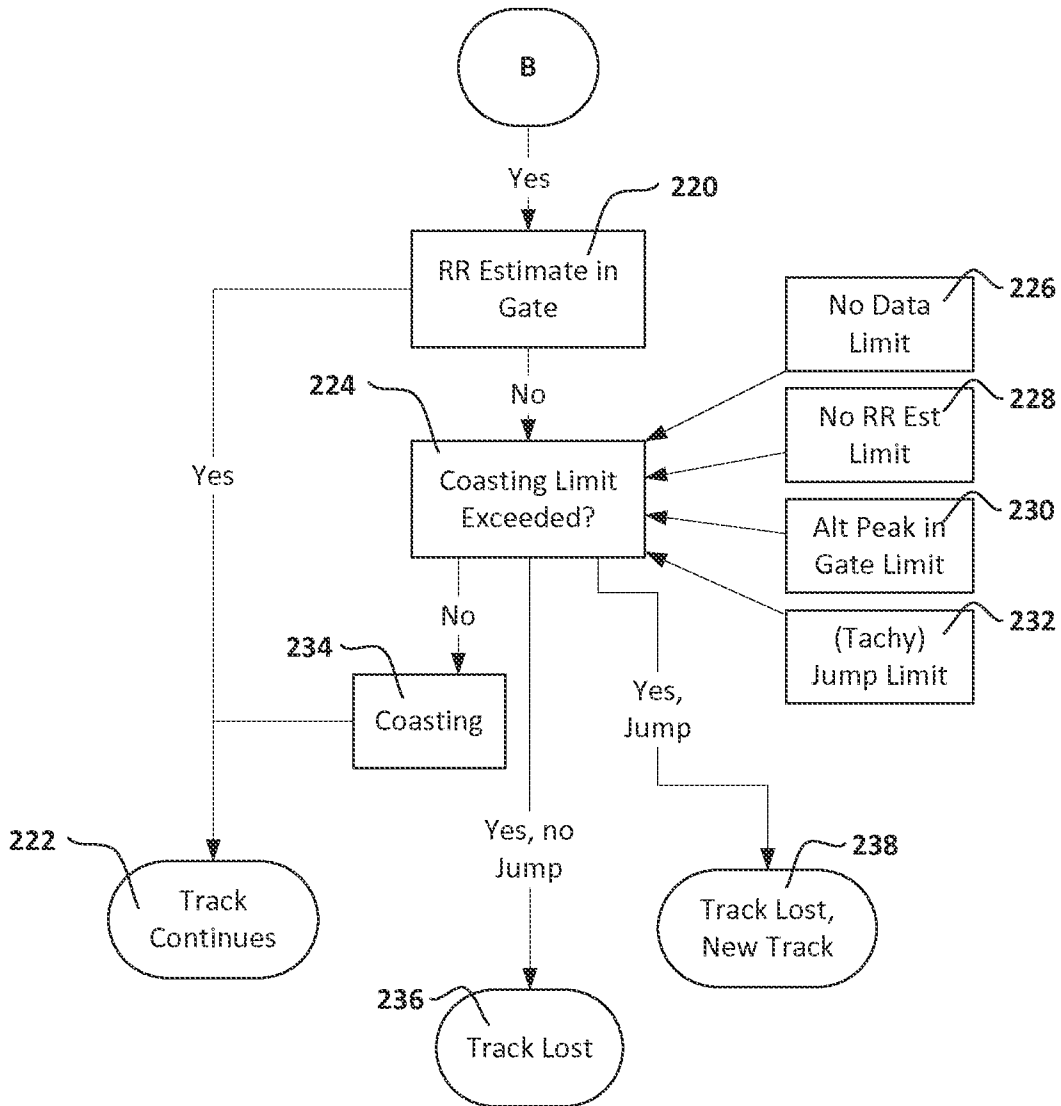 B
Yes
220
RR Estimate in
Gate
226
No Data
Limit
No
224
228
No RR Est
Limit
Yes
Coasting Limit
Exceeded?
230
Alt Peak in
Gate Limit
No
232
(Tachy)
Jump Limit
234
Coasting
Yes,
Jump
Yes, no
Jump
222
Track
Continues
238
Track Lost,
New Track
236
Track Lost